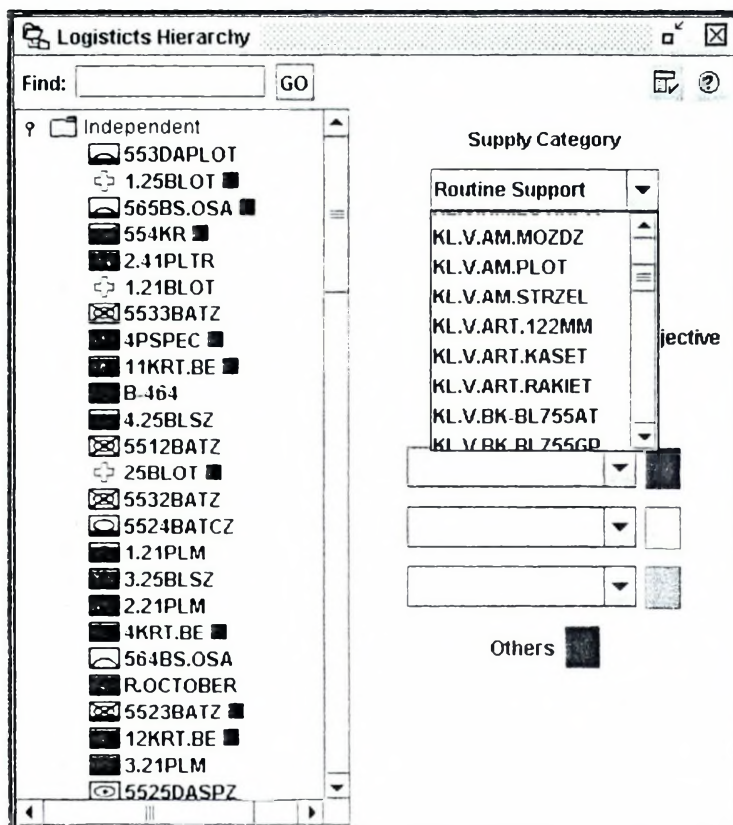 Logisticts Hierarchy
Find:
GO
Independent
553DAPLOT
1.25BLOT
565BS.OSA
554KR
2.41PLTR
1.21BLOT
5533BATZ
4PSPEC
11KRT.BE
B-464
4.25BLSZ
5512BATZ
25BLOT
5532BATZ
5524BATCZ
1.21PLM
3.25BLSZ
2.21PLM
4KRT.BE
564BS.OSA
R.OCTOBER
5523BATZ
12KRT.BE
3.21PLM
5525DASPZ
Supply Category
Routine Support
KL.V.AM.MOZDZ
KL.V.AM.PLOT
KL.V.AM.STRZEL
KL.V.ART.122MM
KL.V.ART.KASET
KL.V.ART.RAKIET
KL.V.BK-BL755AT
KL.V.BK-BL755GP
jective
Others